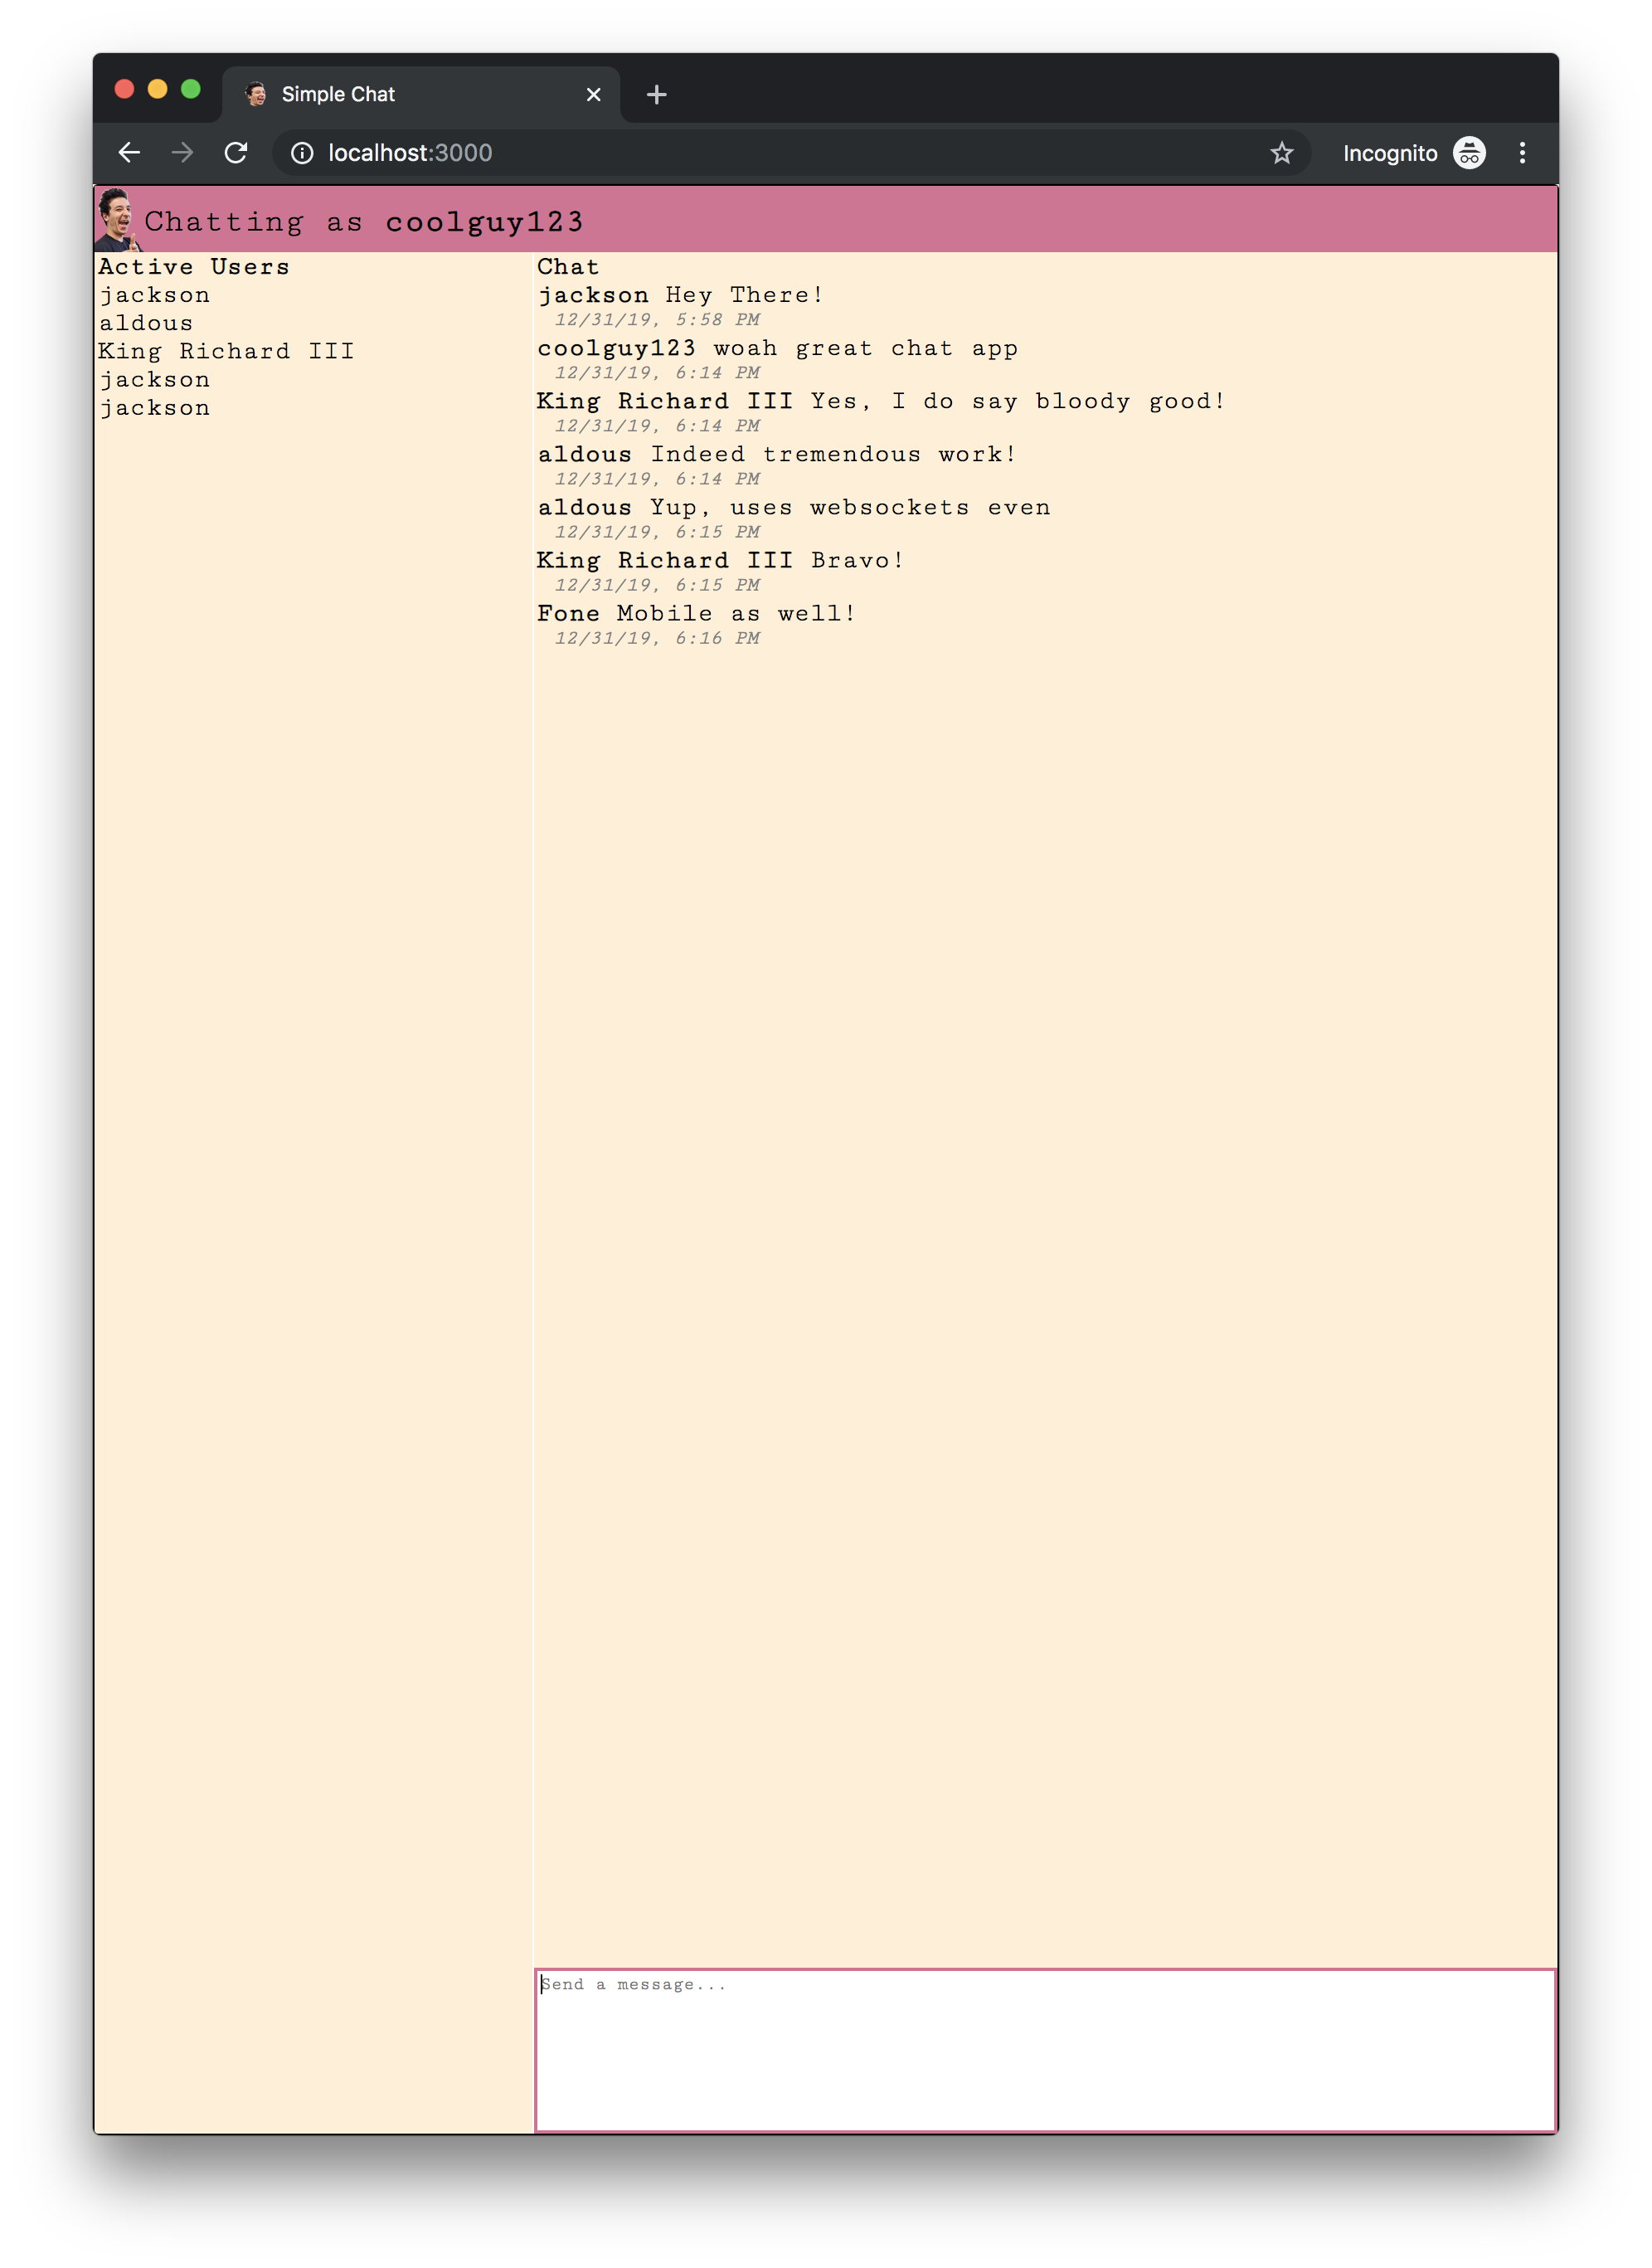 Simple Chat
localhost:3000
Incognito
Chatting as coolguy123
Active Users
jackson
aldous
King Richard III
jackson
jackson
Chat
jackson Hey There!
12/31/19, 5:58 PM
coolguy123 woah great chat app
12/31/19, 6:14 PM
King Richard III Yes, I do say bloody good!
12/31/19, 6:14 PM
aldous Indeed tremendous work!
12/31/19, 6:14 PM
aldous Yup, uses websockets even
12/31/19, 6:15 PM
King Richard III Bravo!
12/31/19, 6:15 PM
Fone Mobile as well!
12/31/19, 6:16 PM
Send a message...